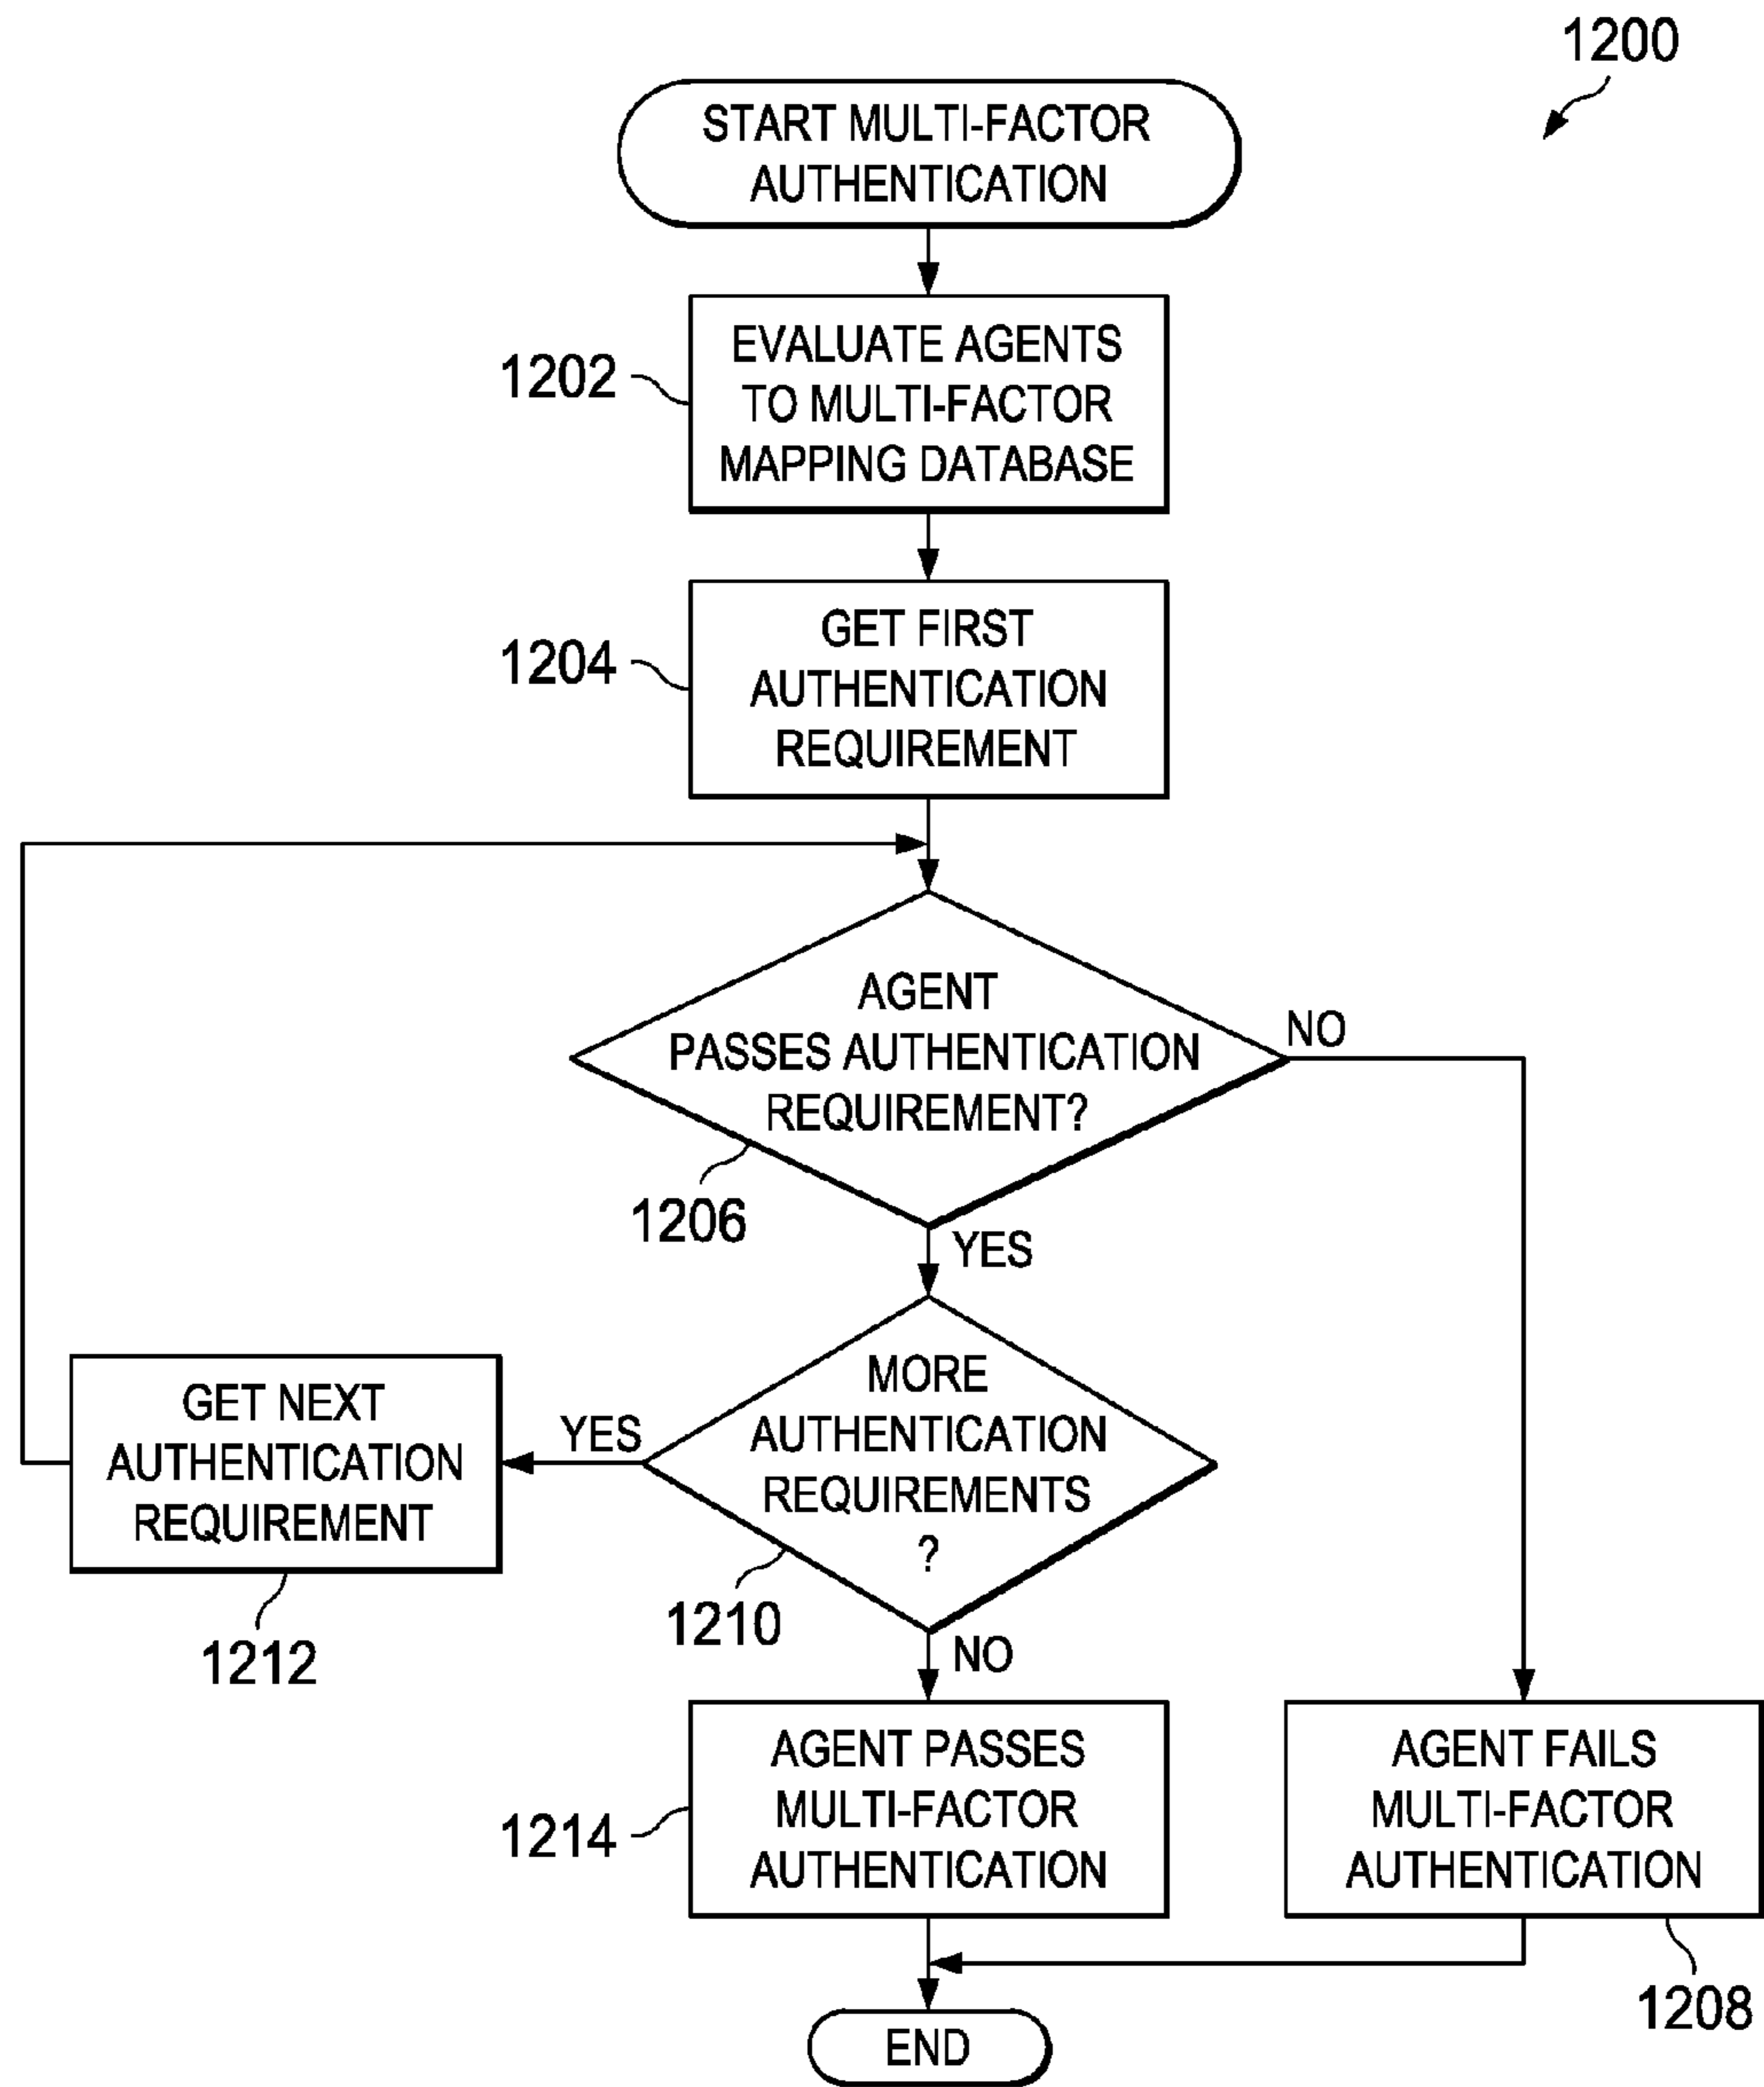 1200
START MULTI-FACTOR
AUTHENTICATION
1202
EVALUATE AGENTS
TO MULTI-FACTOR
MAPPING DATABASE
1204
GET FIRST
AUTHENTICATION
REQUIREMENT
AGENT
PASSES AUTHENTICATION
REQUIREMENT?
NO
1206
YES
MORE
AUTHENTICATION
REQUIREMENTS
?
YES
GET NEXT
AUTHENTICATION
REQUIREMENT
1210
1212
NO
AGENT PASSES
MULTI-FACTOR
AUTHENTICATION
1214
AGENT FAILS
MULTI-FACTOR
AUTHENTICATION
1208
END